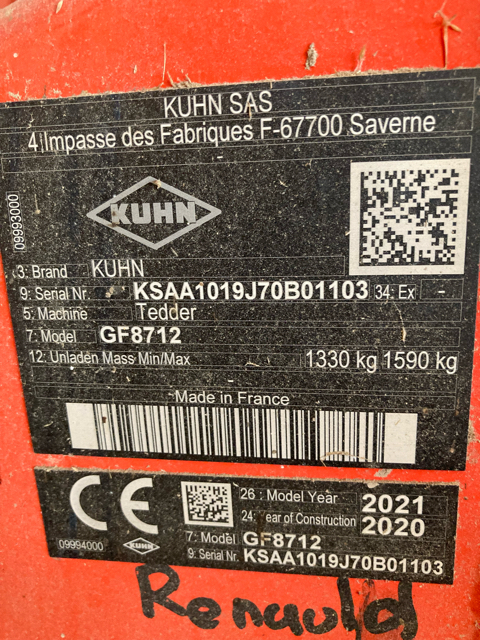 KUHN SAS
4 Impasse des Fabriques F-67700 Saverne
KUHN
09993000
3: Brand KUHN
9: Serial Nr. KSAA1019J70B01103 34: Ex -
5: Machine Tedder
7: Model GF8712
12: Unladen Mass Min/Max 1330 kg 1590 kg
Made in France
CE
09994000
KUHN
26 : Model Year 2021
24: Year of Construction 2020
7: Model GF8712
9: Serial Nr. KSAA1019J70B01103
Renauld